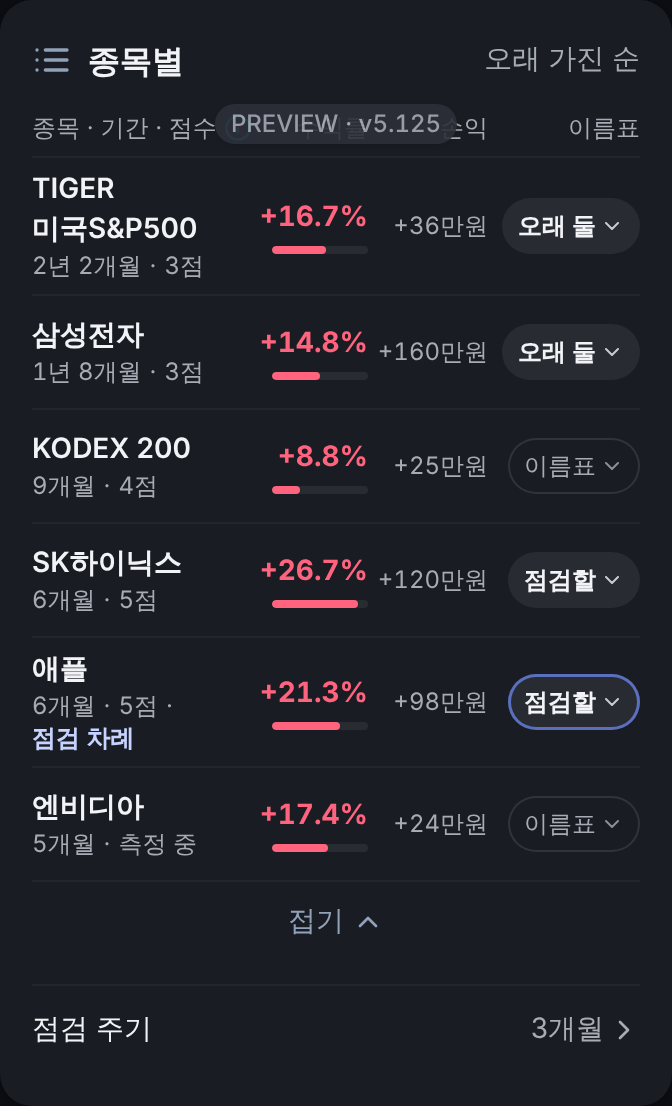 종목별
오래 가진 순
종목 · 기간 · 점수
PREVIEW · v5.125
손익
이름표
TIGER
미국S&P500
2년 2개월 · 3점
+16.7%
+36만원
오래 둘
삼성전자
1년 8개월 · 3점
+14.8%
+160만원
오래 둘
KODEX 200
9개월 · 4점
+8.8%
+25만원
이름표
SK하이닉스
6개월 · 5점
+26.7%
+120만원
점검할
애플
6개월 · 5점 ·
점검 차례
+21.3%
+98만원
점검할
엔비디아
5개월 · 측정 중
+17.4%
+24만원
이름표
접기
점검 주기
3개월